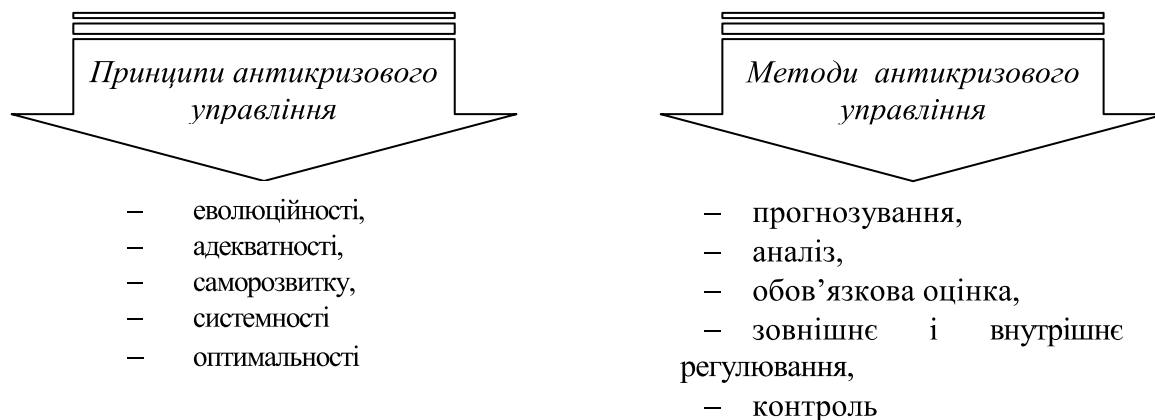 Принципи антикризового
управління
– еволюційності,
– адекватності,
– саморозвитку,
– системності
– оптимальності
Методи антикризового
управління
– прогнозування,
– аналіз,
– обов’язкова оцінка,
– зовнішнє і внутрішнє
регулювання,
– контроль